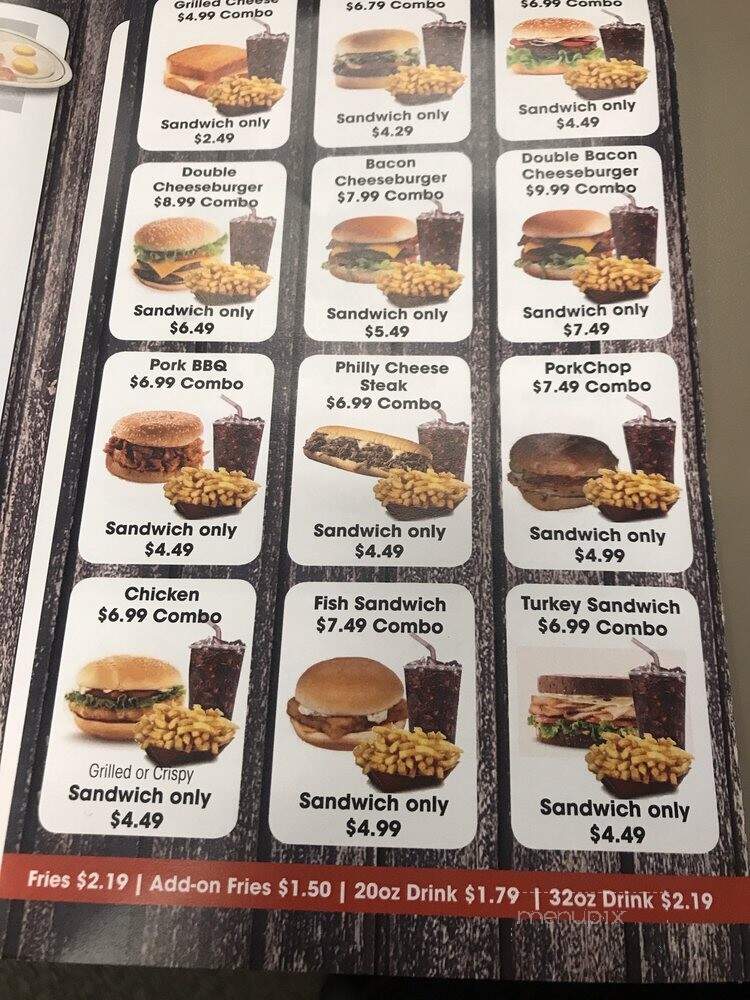 Grilled Cheese
$4.99 Combo
Sandwich only
$2.49
$6.79 Combo
Sandwich only
$4.29
$6.99 Combo
Sandwich only
$4.49
Double
Cheeseburger
$8.99 Combo
Sandwich only
$6.49
Bacon
Cheeseburger
$7.99 Combo
Sandwich only
$5.49
Double Bacon
Cheeseburger
$9.99 Combo
Sandwich only
$7.49
Pork BBQ
$6.99 Combo
Sandwich only
$4.49
Philly Cheese
Steak
$6.99 Combo
Sandwich only
$4.49
PorkChop
$7.49 Combo
Sandwich only
$4.99
Chicken
$6.99 Combo
Grilled or Crispy
Sandwich only
$4.49
Fish Sandwich
$7.49 Combo
Sandwich only
$4.99
Turkey Sandwich
$6.99 Combo
Sandwich only
$4.49
Fries $2.19 | Add-on Fries $1.50 | 20oz Drink $1.79 | 32oz Drink $2.19
menupix